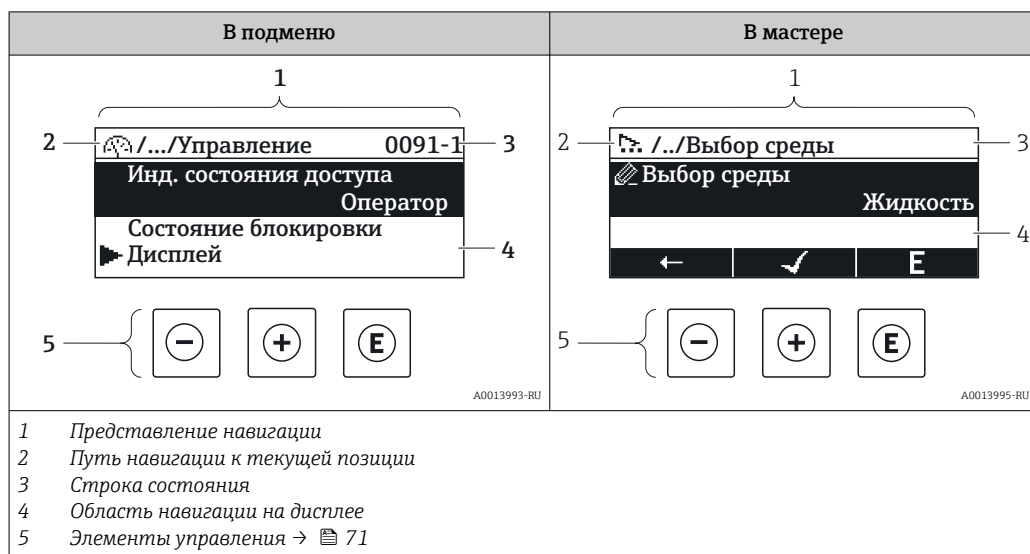 В подменю
В мастере
1
2 /.../Управление 0091-1 3
Инд. состояния доступа
Оператор
Состояние блокировки
Дисплей 4
5 − + E
A0013993-RU
1
2 /../Выбор среды 3
Выбор среды
Жидкость
4
← ✓ E
5 − + E
A0013995-RU
1 Представление навигации
2 Путь навигации к текущей позиции
3 Строка состояния
4 Область навигации на дисплее
5 Элементы управления → 71